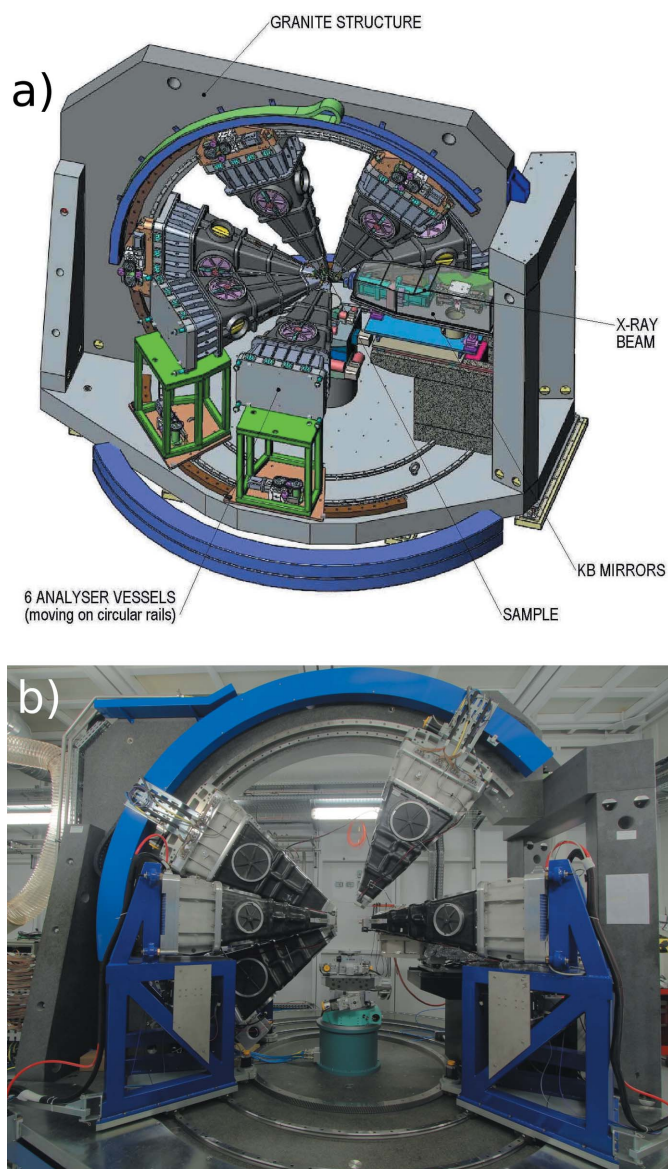 GRANITE STRUCTURE
a)
X-RAY
BEAM
KB MIRRORS
6 ANALYSER VESSELS
(moving on circular rails)
SAMPLE
b)